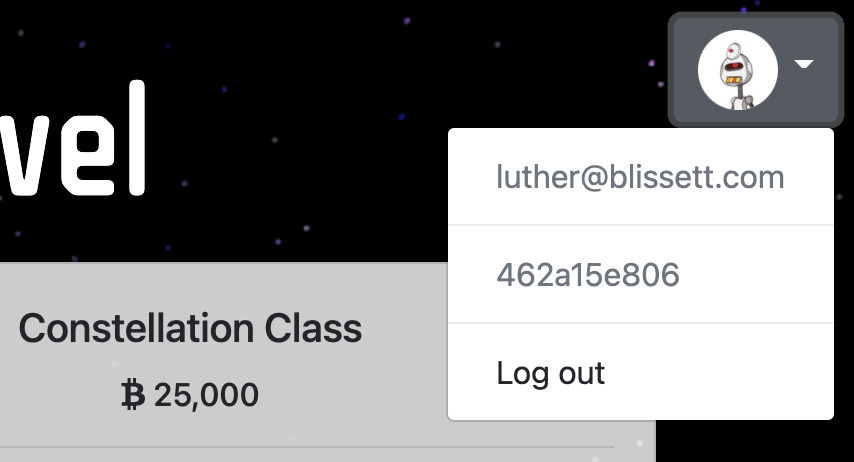 vel
luther@blissett.com
462a15e806
Log out
Constellation Class
₿ 25,000